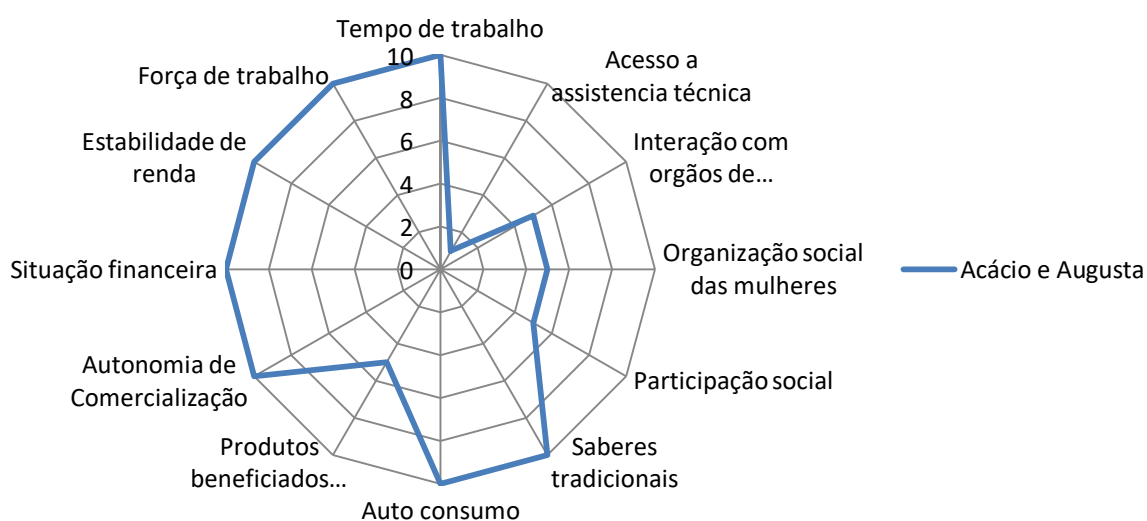 Tempo de trabalho
Acesso a
assistencia técnica
Interação com
orgãos de...
Organização social
das mulheres
Participação social
Saberes
tradicionais
Auto consumo
Produtos
beneficiados...
Autonomia de
Comercialização
Situação financeira
Estabilidade de
renda
Força de trabalho
10
8
6
4
2
0
Acácio e Augusta